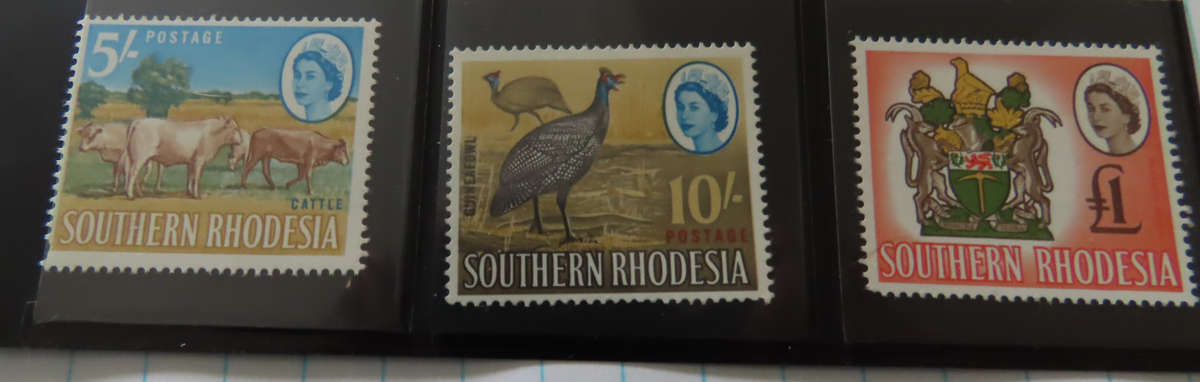 5/- POSTAGE
CATTLE
SOUTHERN RHODESIA
GUINEAFOWL
10/-
POSTAGE
SOUTHERN RHODESIA
£1
SOUTHERN RHODESIA